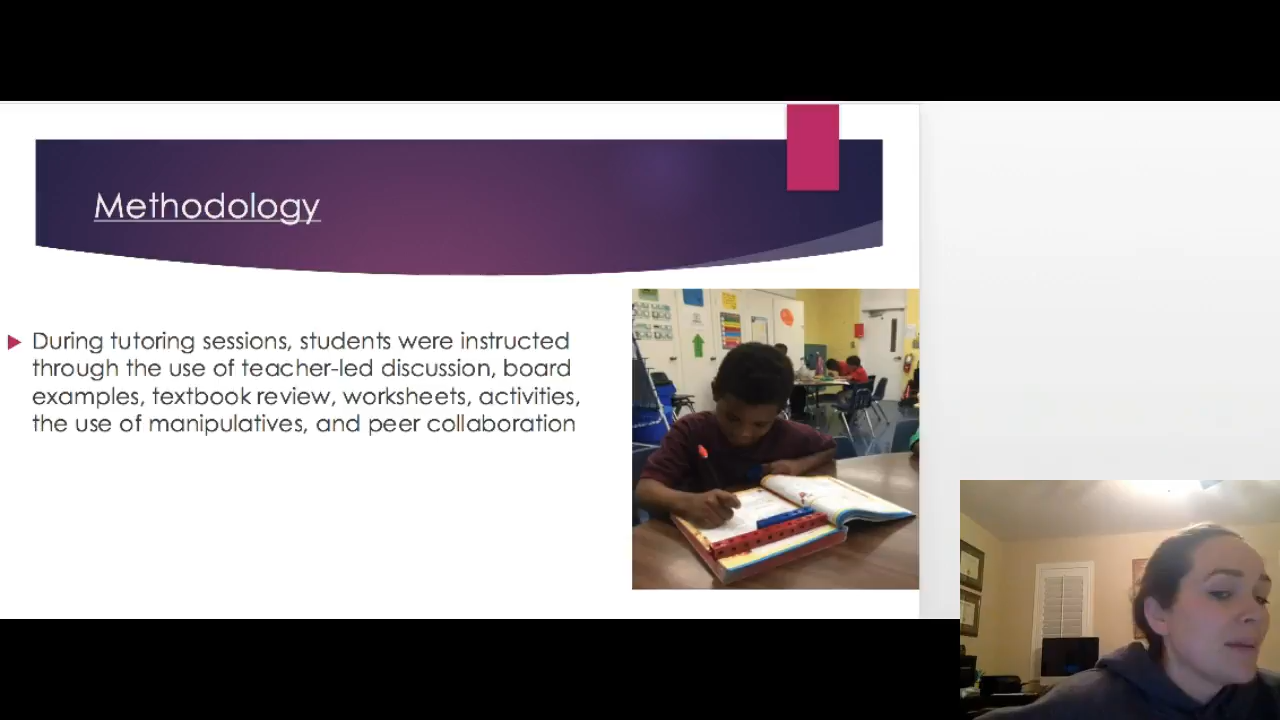 Methodology
During tutoring sessions, students were instructed
through the use of teacher-led discussion, board
examples, textbook review, worksheets, activities,
the use of manipulatives, and peer collaboration